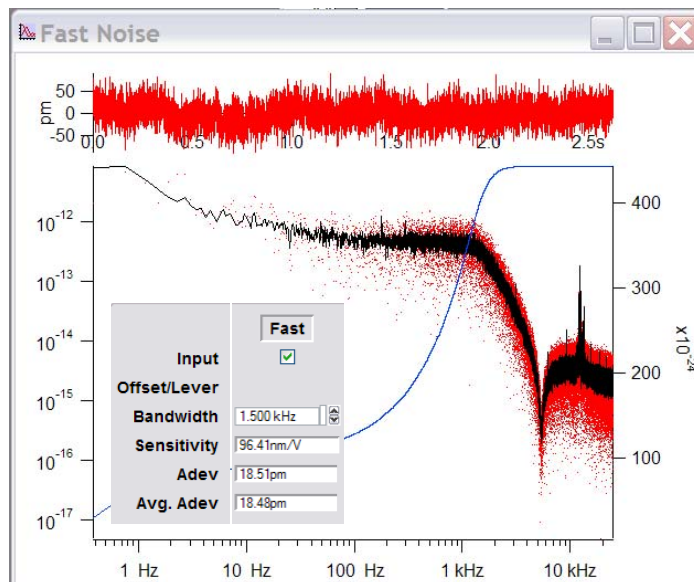 Fast Noise
50
pm 0
-50
0.0 0.5 1.0 1.5 2.0 2.5s
10-12
10-13
10-14
10-15
10-16
10-17
400
300
200
100
x10-24
Fast
Input
Offset/Lever
Bandwidth 1.500 kHz
Sensitivity 96.41nm/V
Adev 18.51pm
Avg. Adev 18.48pm
1 Hz 10 Hz 100 Hz 1 kHz 10 kHz